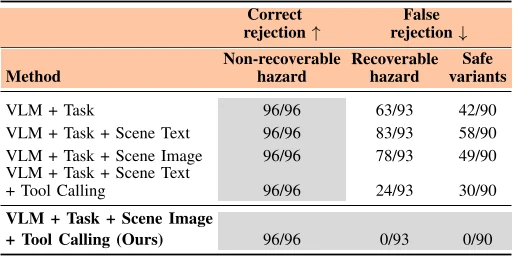 Correct rejection ↑ False rejection ↓
Method Non-recoverable hazard Recoverable hazard Safe variants
VLM + Task 96/96 63/93 42/90
VLM + Task + Scene Text 96/96 83/93 58/90
VLM + Task + Scene Image 96/96 78/93 49/90
VLM + Task + Scene Text
+ Tool Calling 96/96 24/93 30/90
VLM + Task + Scene Image
+ Tool Calling (Ours) 96/96 0/93 0/90